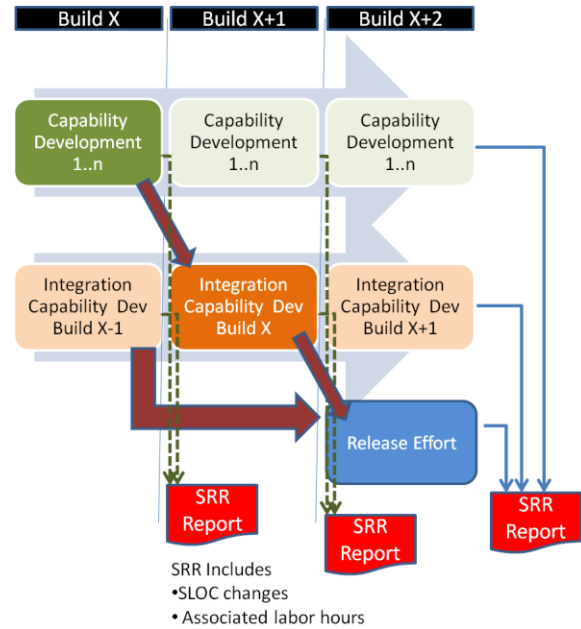 Build X
Build X+1
Build X+2
Capability
Development
1..n
Capability
Development
1..n
Capability
Development
1..n
Integration
Capability Dev
Build X-1
Integration
Capability Dev
Build X
Integration
Capability Dev
Build X+1
Release Effort
SRR
Report
SRR
Report
SRR
Report
SRR Includes
•SLOC changes
• Associated labor hours